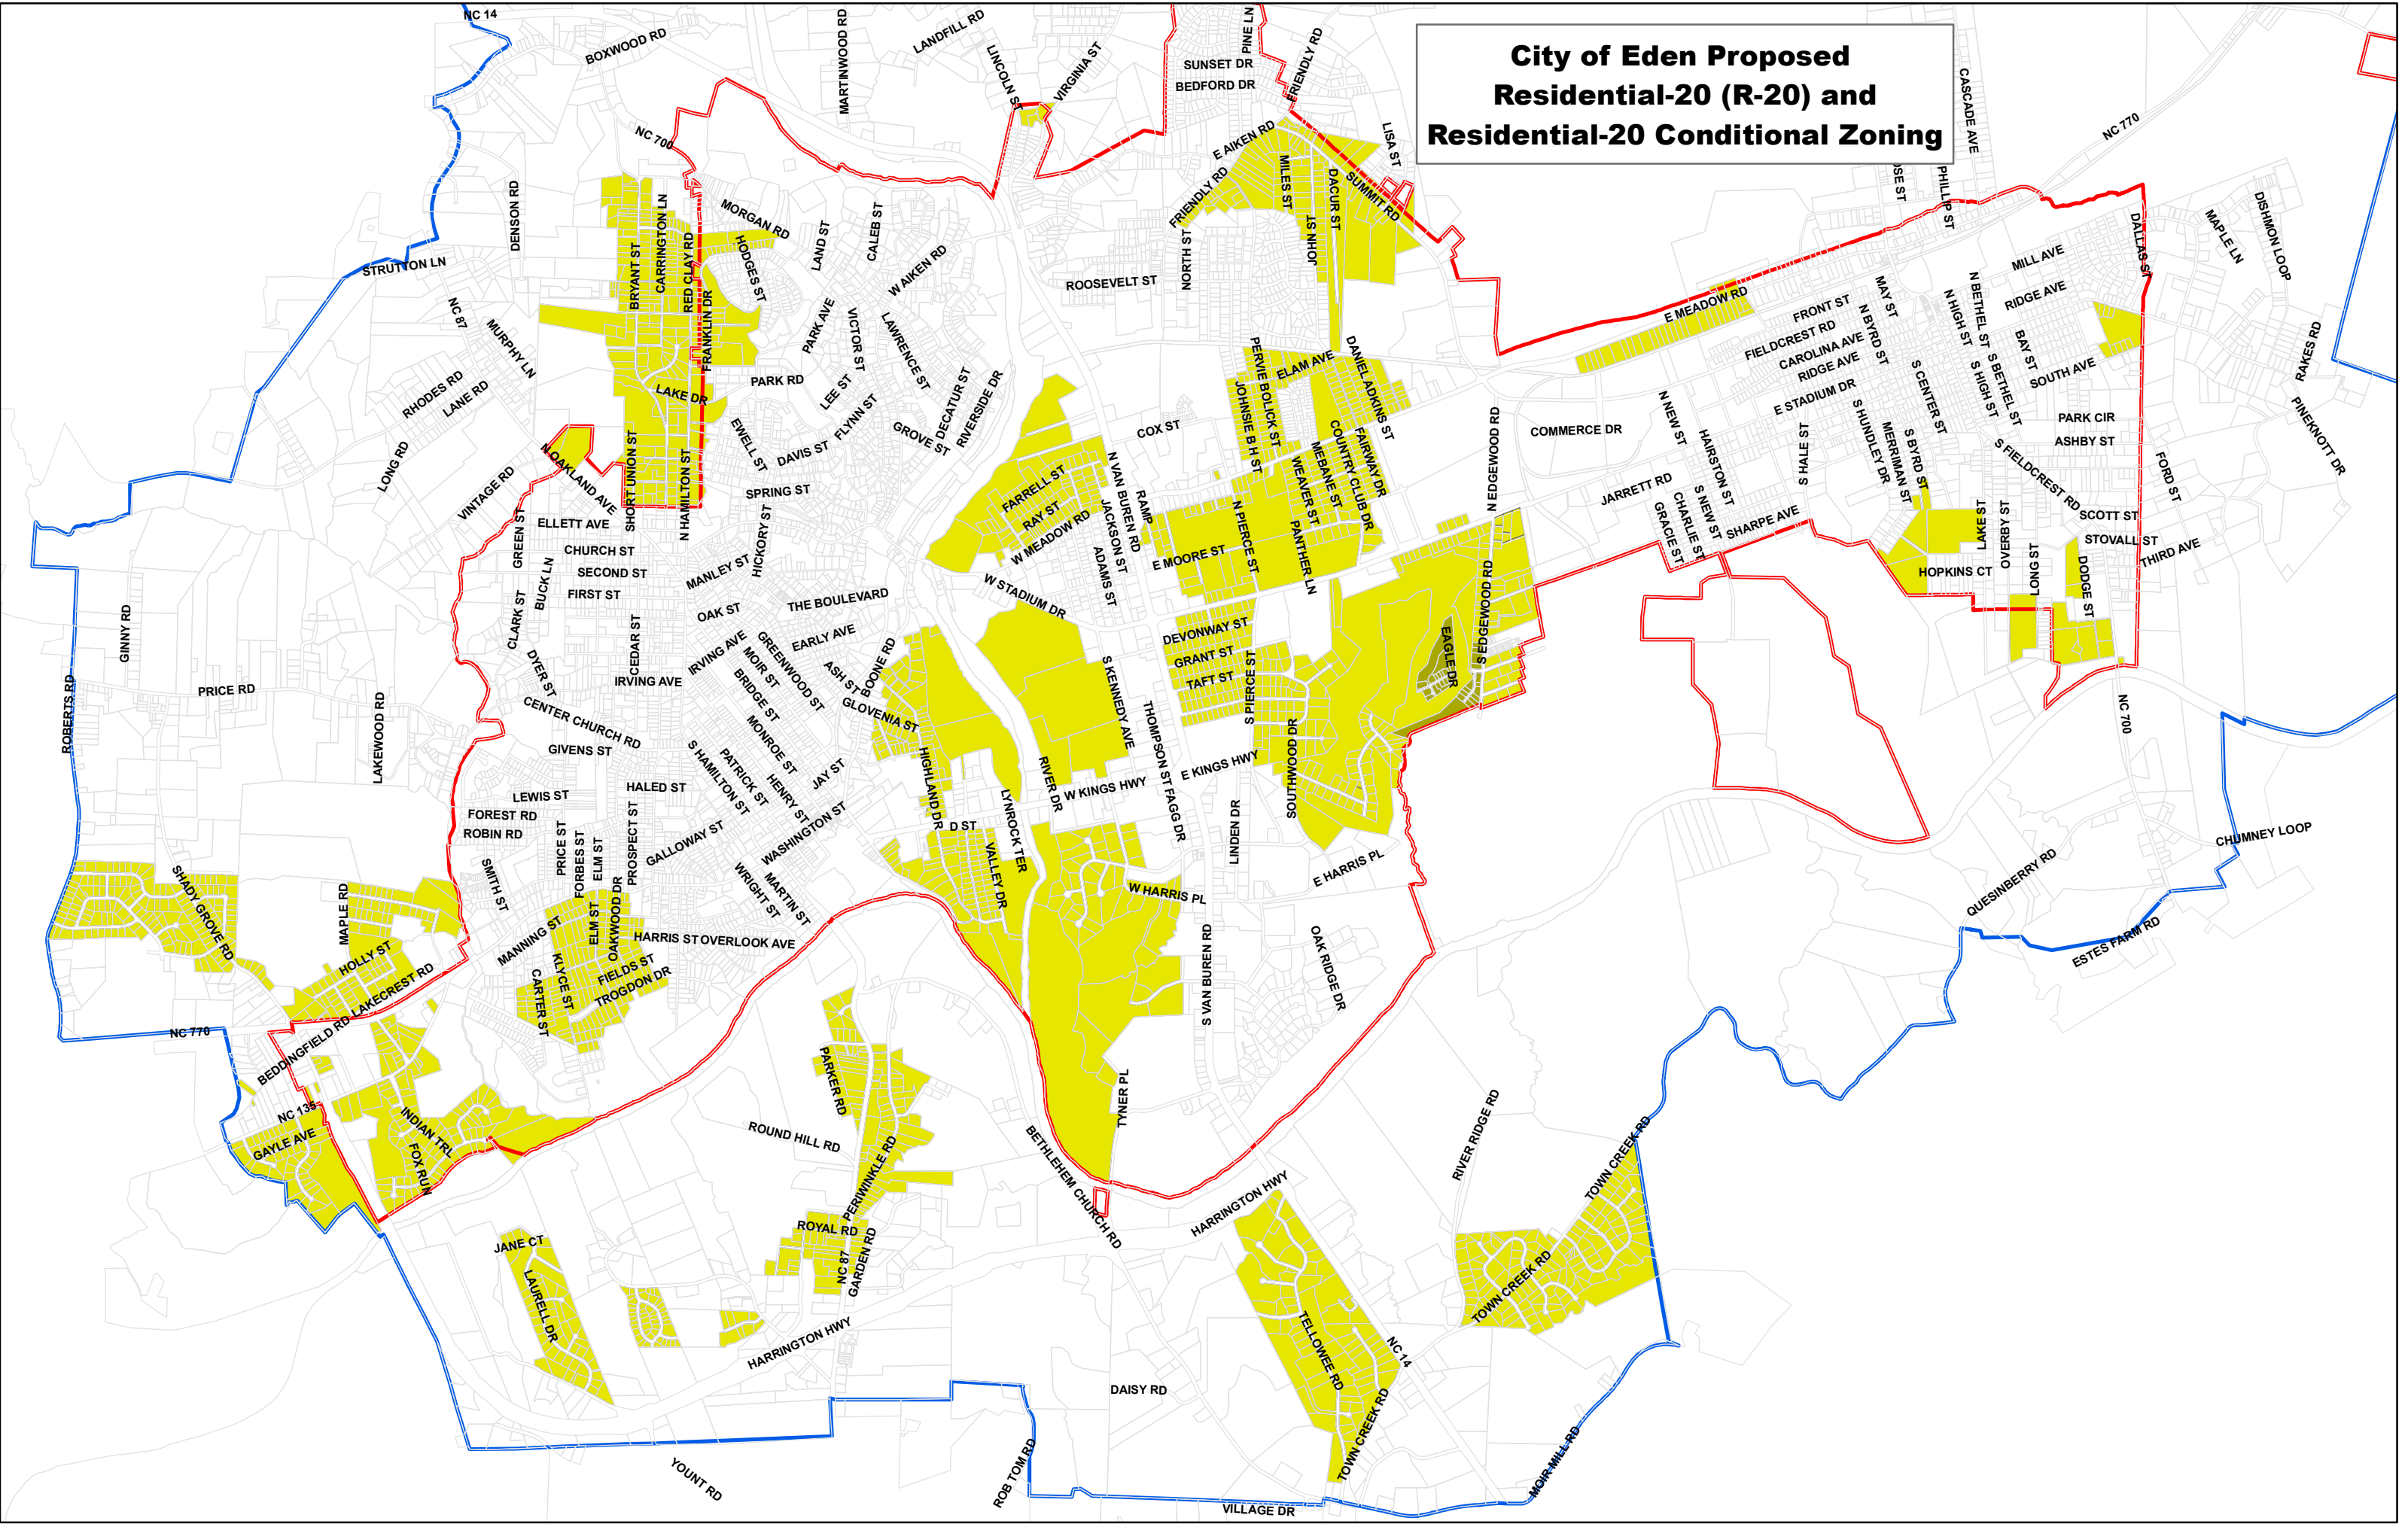 City of Eden Proposed
Residential-20 (R-20) and
Residential-20 Conditional Zoning
NC 14
BOXWOOD RD
MARTINWOOD RD
LANDFILL RD
LINCOLN ST
VIRGINIA ST
PINE LN
SUNSET DR
BEDFORD DR
FRIENDLY RD
LISA ST
CASCADE AVE
NC 770
NC 700
E AIKEN RD
FRIENDLY RD
MILES ST
DACUR ST
SUMMIT RD
JOHN ST
OSE ST
PHILLIP ST
DALLAS ST
MAPLE LN
DISHMON LOOP
DENSON RD
STRUTTON LN
BRYANT ST
CARRINGTON LN
RED CLAY RD
MORGAN RD
HODGES ST
LAND ST
CALEB ST
W AIKEN RD
FRANKLIN DR
NORTH ST
ROOSEVELT ST
E MEADOW RD
MILL AVE
RIDGE AVE
MAY ST
FRONT ST
N BYRD ST
N HIGH ST
N BETHEL ST
FIELDCREST RD
CAROLINA AVE
RIDGE AVE
BAY ST
SOUTH AVE
RAKES RD
NC 87
MURPHY LN
RHODES RD
LANE RD
LONG RD
LAKE DR
PARK RD
PARK AVE
VICTOR ST
LAWRENCE ST
LEE ST
FLYNN ST
DECATUR ST
RIVERSIDE DR
GROVE ST
EWELL ST
DAVIS ST
SPRING ST
PERVIE BOLICK ST
ELAM AVE
DANIEL ADKINS ST
JOHNSIE B H ST
COX ST
MEBANE ST
COUNTRY CLUB DR
FAIRWAY DR
WEAVER ST
N EDGEWOOD RD
COMMERCE DR
E STADIUM DR
N NEW ST
HAIRSTON ST
S HALE ST
S HUNDLEY DR
MERRIMAN ST
S BYRD ST
S CENTER ST
S HIGH ST
S BETHEL ST
PARK CIR
ASHBY ST
S FIELDCREST RD
FORD ST
PINEKNOTT DR
VINTAGE RD
N OAKLAND AVE
SHORT UNION ST
N HAMILTON ST
ELLETT AVE
GREEN ST
CHURCH ST
SECOND ST
FIRST ST
BUCK LN
CLARK ST
HICKORY ST
MANLEY ST
OAK ST
THE BOULEVARD
EARLY AVE
CEDAR ST
IRVING AVE
IRVING AVE
GREENWOOD ST
MOIR ST
BRIDGE ST
ASH ST
BOONE RD
GLOVENIA ST
FARRELL ST
RAY ST
W MEADOW RD
N VAN BUREN RD
RAMP
JACKSON ST
ADAMS ST
W STADIUM DR
E MOORE ST
N PIERCE ST
PANTHER LN
JARRETT RD
GRACIE ST
CHARLIE ST
S NEW ST
SHARPE AVE
LAKE ST
OVERBY ST
LONG ST
HOPKINS CT
SCOTT ST
STOVALL ST
THIRD AVE
DODGE ST
NC 700
GINNY RD
PRICE RD
ROBERTS RD
LAKEWOOD RD
DYER ST
CENTER CHURCH RD
GIVENS ST
MONROE ST
PATRICK ST
S HAMILTON ST
HENRY ST
JAY ST
HALED ST
LEWIS ST
FOREST RD
ROBIN RD
SMITH ST
PRICE ST
FORBES ST
ELM ST
PROSPECT ST
GALLOWAY ST
WASHINGTON ST
WRIGHT ST
MARTIN ST
HIGHLAND DR
D ST
VALLEY DR
LYNROCK TER
RIVER DR
S KENNEDY AVE
W KINGS HWY
THOMPSON ST
FAGG DR
E KINGS HWY
DEVONWAY ST
GRANT ST
TAFT ST
S PIERCE ST
SOUTHWOOD DR
LINDEN DR
EAGLE DR
S EDGEWOOD RD
E HARRIS PL
W HARRIS PL
S VAN BUREN RD
OAK RIDGE DR
SHADY GROVE RD
MAPLE RD
HOLLY ST
LAKECREST RD
BEDDINGFIELD RD
NC 770
MANNING ST
ELM ST
OAKWOOD DR
HARRIS ST
OVERLOOK AVE
KLYCE ST
CARTER ST
FIELDS ST
TROGDON DR
NC 135
GAYLE AVE
INDIAN TRL
FOX RUN
PARKER RD
ROUND HILL RD
PERIWINKLE RD
ROYAL RD
NC 87
GARDEN RD
JANE CT
LAURELL DR
HARRINGTON HWY
BETHLEHEM CHURCH RD
TYNER PL
HARRINGTON HWY
RIVER RIDGE RD
TOWN CREEK RD
TOWN CREEK RD
TELLOWEE RD
NC 14
TOWN CREEK RD
DAISY RD
ROB TOM RD
YOUNT RD
VILLAGE DR
MOIR MILL RD
QUESINBERRY RD
ESTES FARM RD
CHUMNEY LOOP